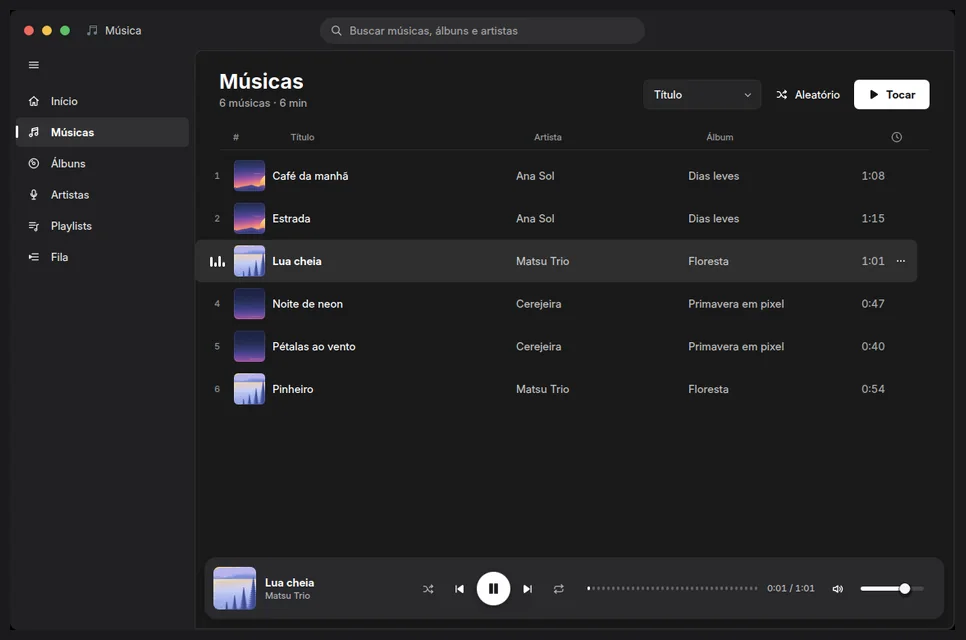 Música
Buscar músicas, álbuns e artistas
Início
Músicas
Álbuns
Artistas
Playlists
Fila
Músicas
6 músicas · 6 min
Título
Aleatório
Tocar
# Título Artista Álbum
1 Café da manhã Ana Sol Dias leves 1:08
2 Estrada Ana Sol Dias leves 1:15
Lua cheia Matsu Trio Floresta 1:01
4 Noite de neon Cerejeira Primavera em pixel 0:47
5 Pétalas ao vento Cerejeira Primavera em pixel 0:40
6 Pinheiro Matsu Trio Floresta 0:54
Lua cheia
Matsu Trio
0:01 / 1:01